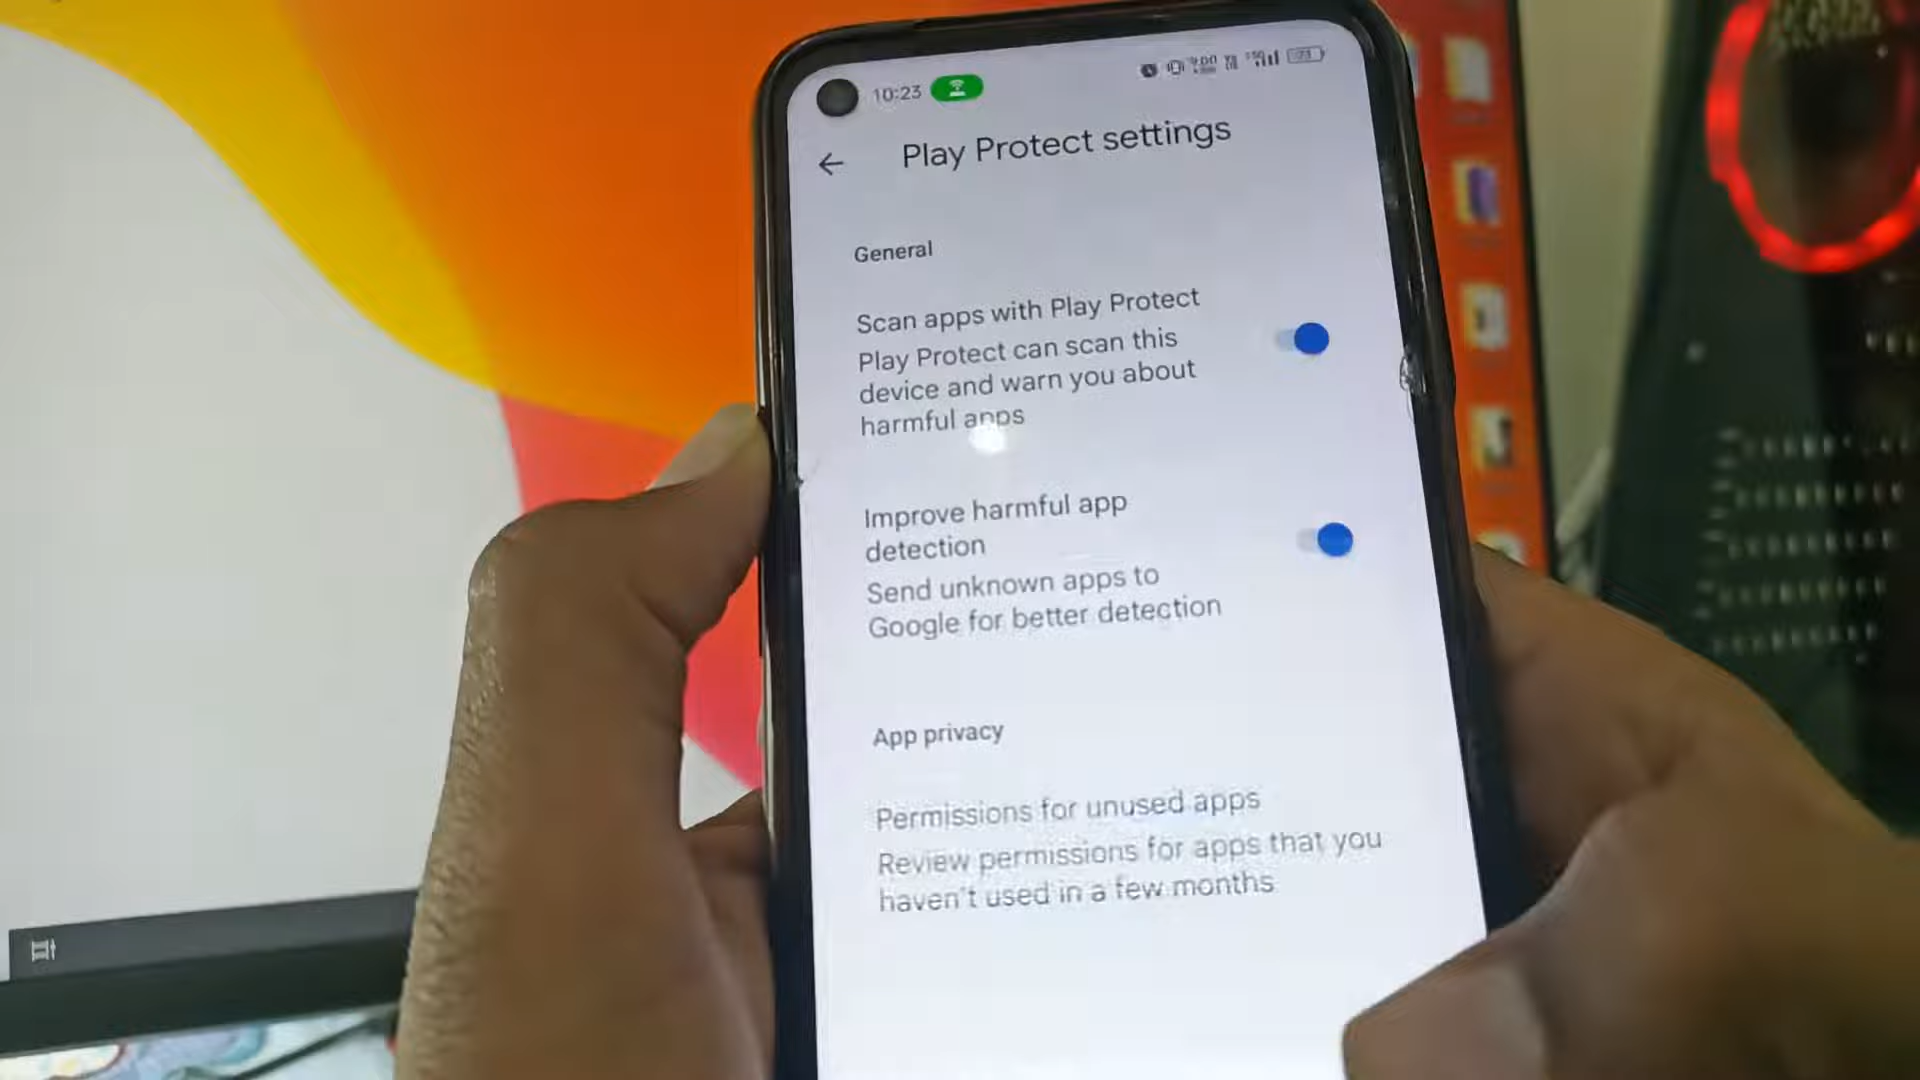 10:23
Play Protect settings
General
Scan apps with Play Protect
Play Protect can scan this
device and warn you about
harmful apps
Improve harmful app
detection
Send unknown apps to
Google for better detection
App privacy
Permissions for unused apps
Review permissions for apps that you
haven't used in a few months